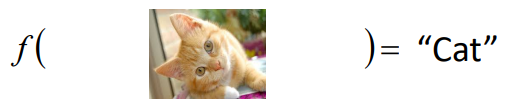 f( )= “Cat”